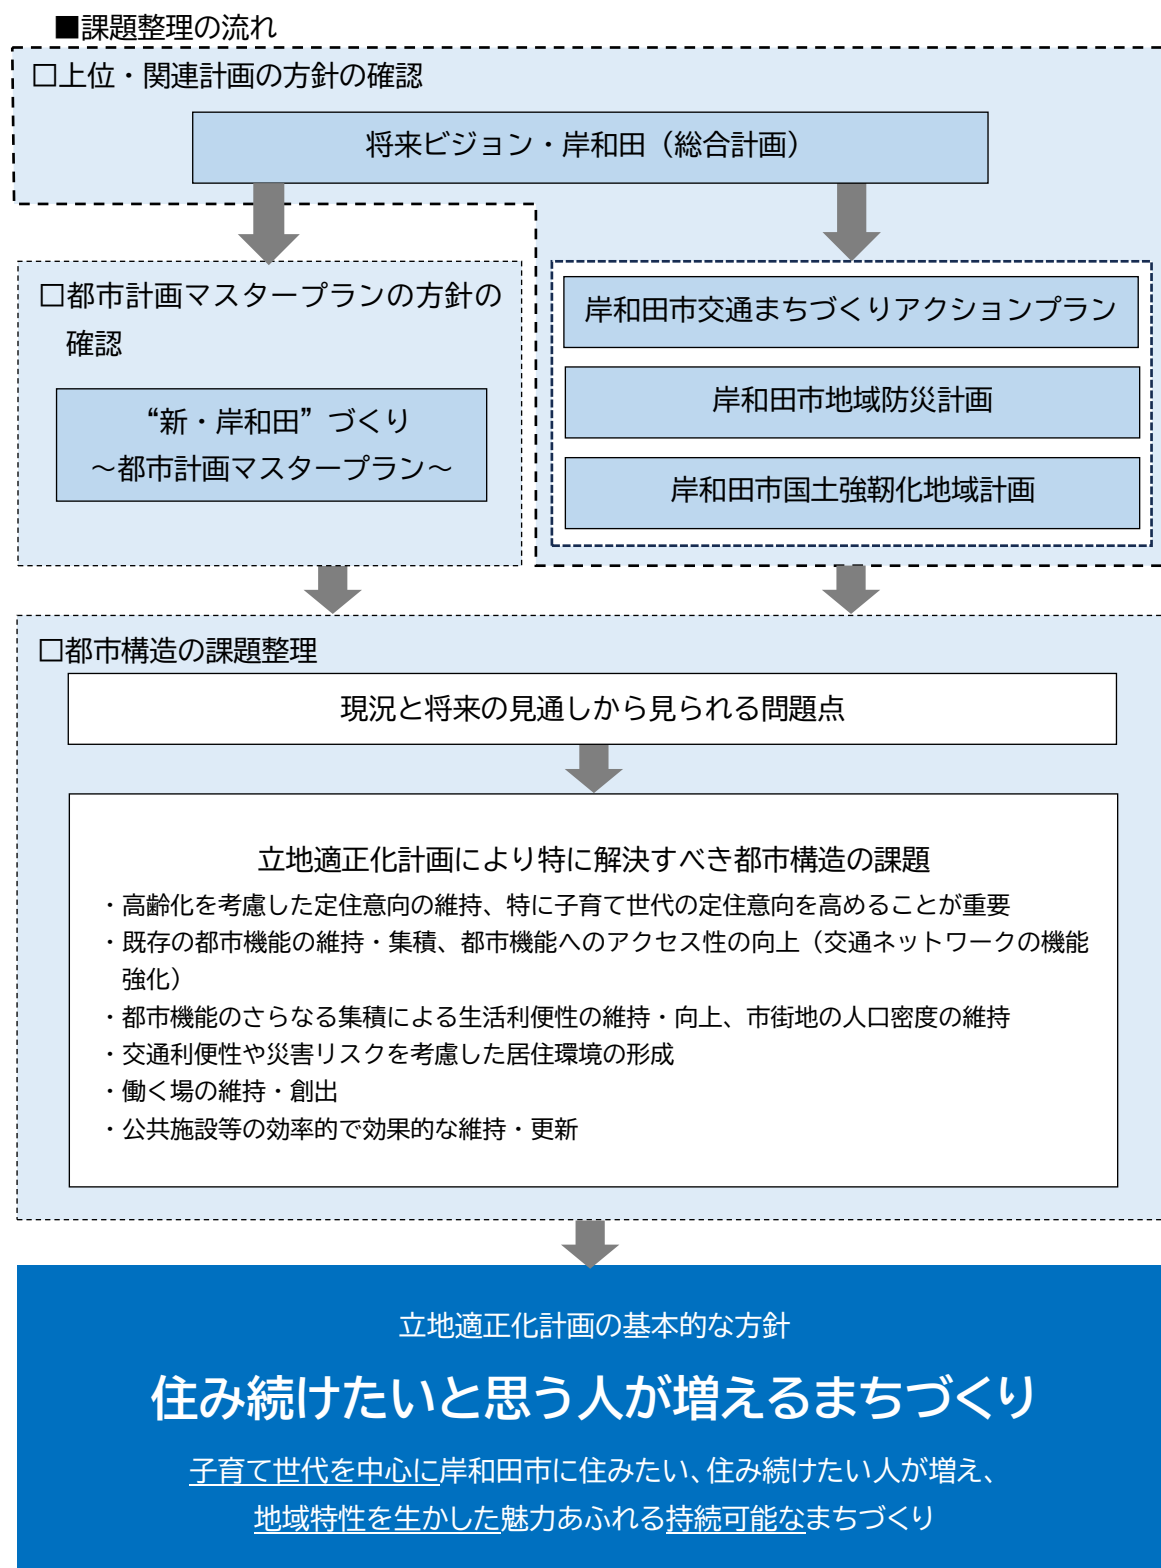 ■課題整理の流れ
□上位・関連計画の方針の確認
将来ビジョン・岸和田（総合計画）
□都市計画マスタープランの方針の
確認
“新・岸和田”づくり
～都市計画マスタープラン～
岸和田市交通まちづくりアクションプラン
岸和田市地域防災計画
岸和田市国土強靭化地域計画
□都市構造の課題整理
現況と将来の見通しから見られる問題点
立地適正化計画により特に解決すべき都市構造の課題
・高齢化を考慮した定住意向の維持、特に子育て世代の定住意向を高めることが重要
・既存の都市機能の維持・集積、都市機能へのアクセス性の向上（交通ネットワークの機能
強化）
・都市機能のさらなる集積による生活利便性の維持・向上、市街地の人口密度の維持
・交通利便性や災害リスクを考慮した居住環境の形成
・働く場の維持・創出
・公共施設等の効率的で効果的な維持・更新
立地適正化計画の基本的な方針
住み続けたいと思う人が増えるまちづくり
子育て世代を中心に岸和田市に住みたい、住み続けたい人が増え、
地域特性を生かした魅力あふれる持続可能なまちづくり